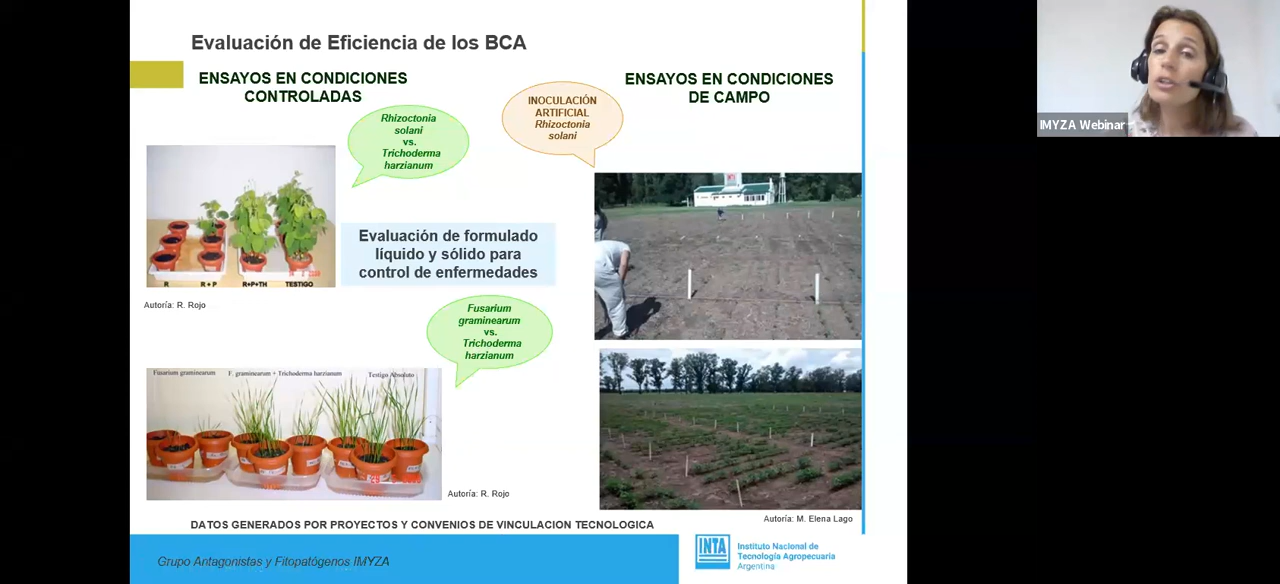 Evaluación de Eficiencia de los BCA
ENSAYOS EN CONDICIONES
CONTROLADAS
Rhizoctonia
solani
vs.
Trichoderma
harzianum
INOCULACIÓN
ARTIFICIAL
Rhizoctonia
solani
ENSAYOS EN CONDICIONES
DE CAMPO
IMYZA Webinar
R
R + P
R+P+TH
TESTIGO
Autoría: R. Rojo
Evaluación de formulado
líquido y sólido para
control de enfermedades
Fusarium
graminearum
vs.
Trichoderma
harzianum
Fusarium graminearum
F. graminearum + Trichoderma harzianum
Testigo Absoluto
Autoría: R. Rojo
Autoría: M. Elena Lago
DATOS GENERADOS POR PROYECTOS Y CONVENIOS DE VINCULACION TECNOLOGICA
Grupo Antagonistas y Fitopatógenos IMYZA
INTA
Instituto Nacional de
Tecnología Agropecuaria
Argentina